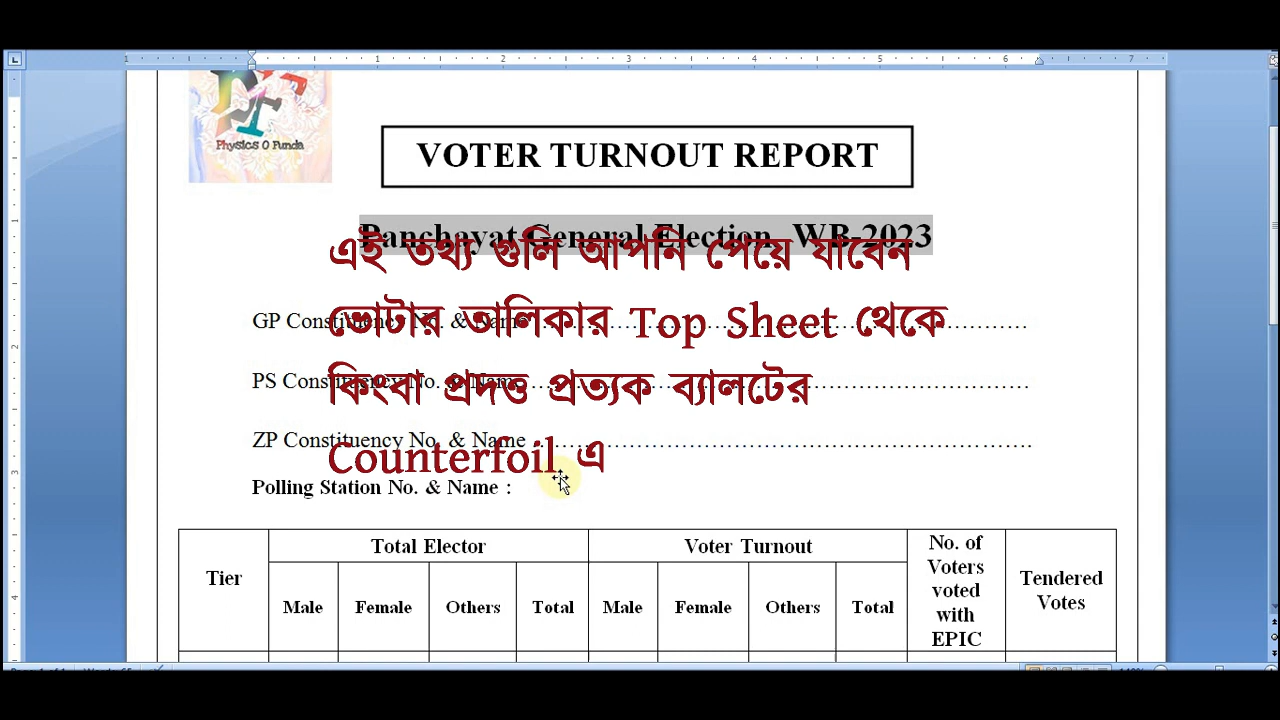 Physics O Funda
VOTER TURNOUT REPORT
Panchayat General Election, WB-2023
এই তথ্য গুলি আপনি পেয়ে যাবেন
GP Constituency No. & Name
ভোটার তালিকার Top Sheet থেকে
PS Constituency No. & Name
কিংবা প্রদত্ত প্রত্যক ব্যালটের
ZP Constituency No. & Name
Counterfoil এ
Polling Station No. & Name :
Tier
Total Elector
Voter Turnout
No. of
Voters
voted
with
EPIC
Tendered
Votes
Male Female Others Total Male Female Others Total